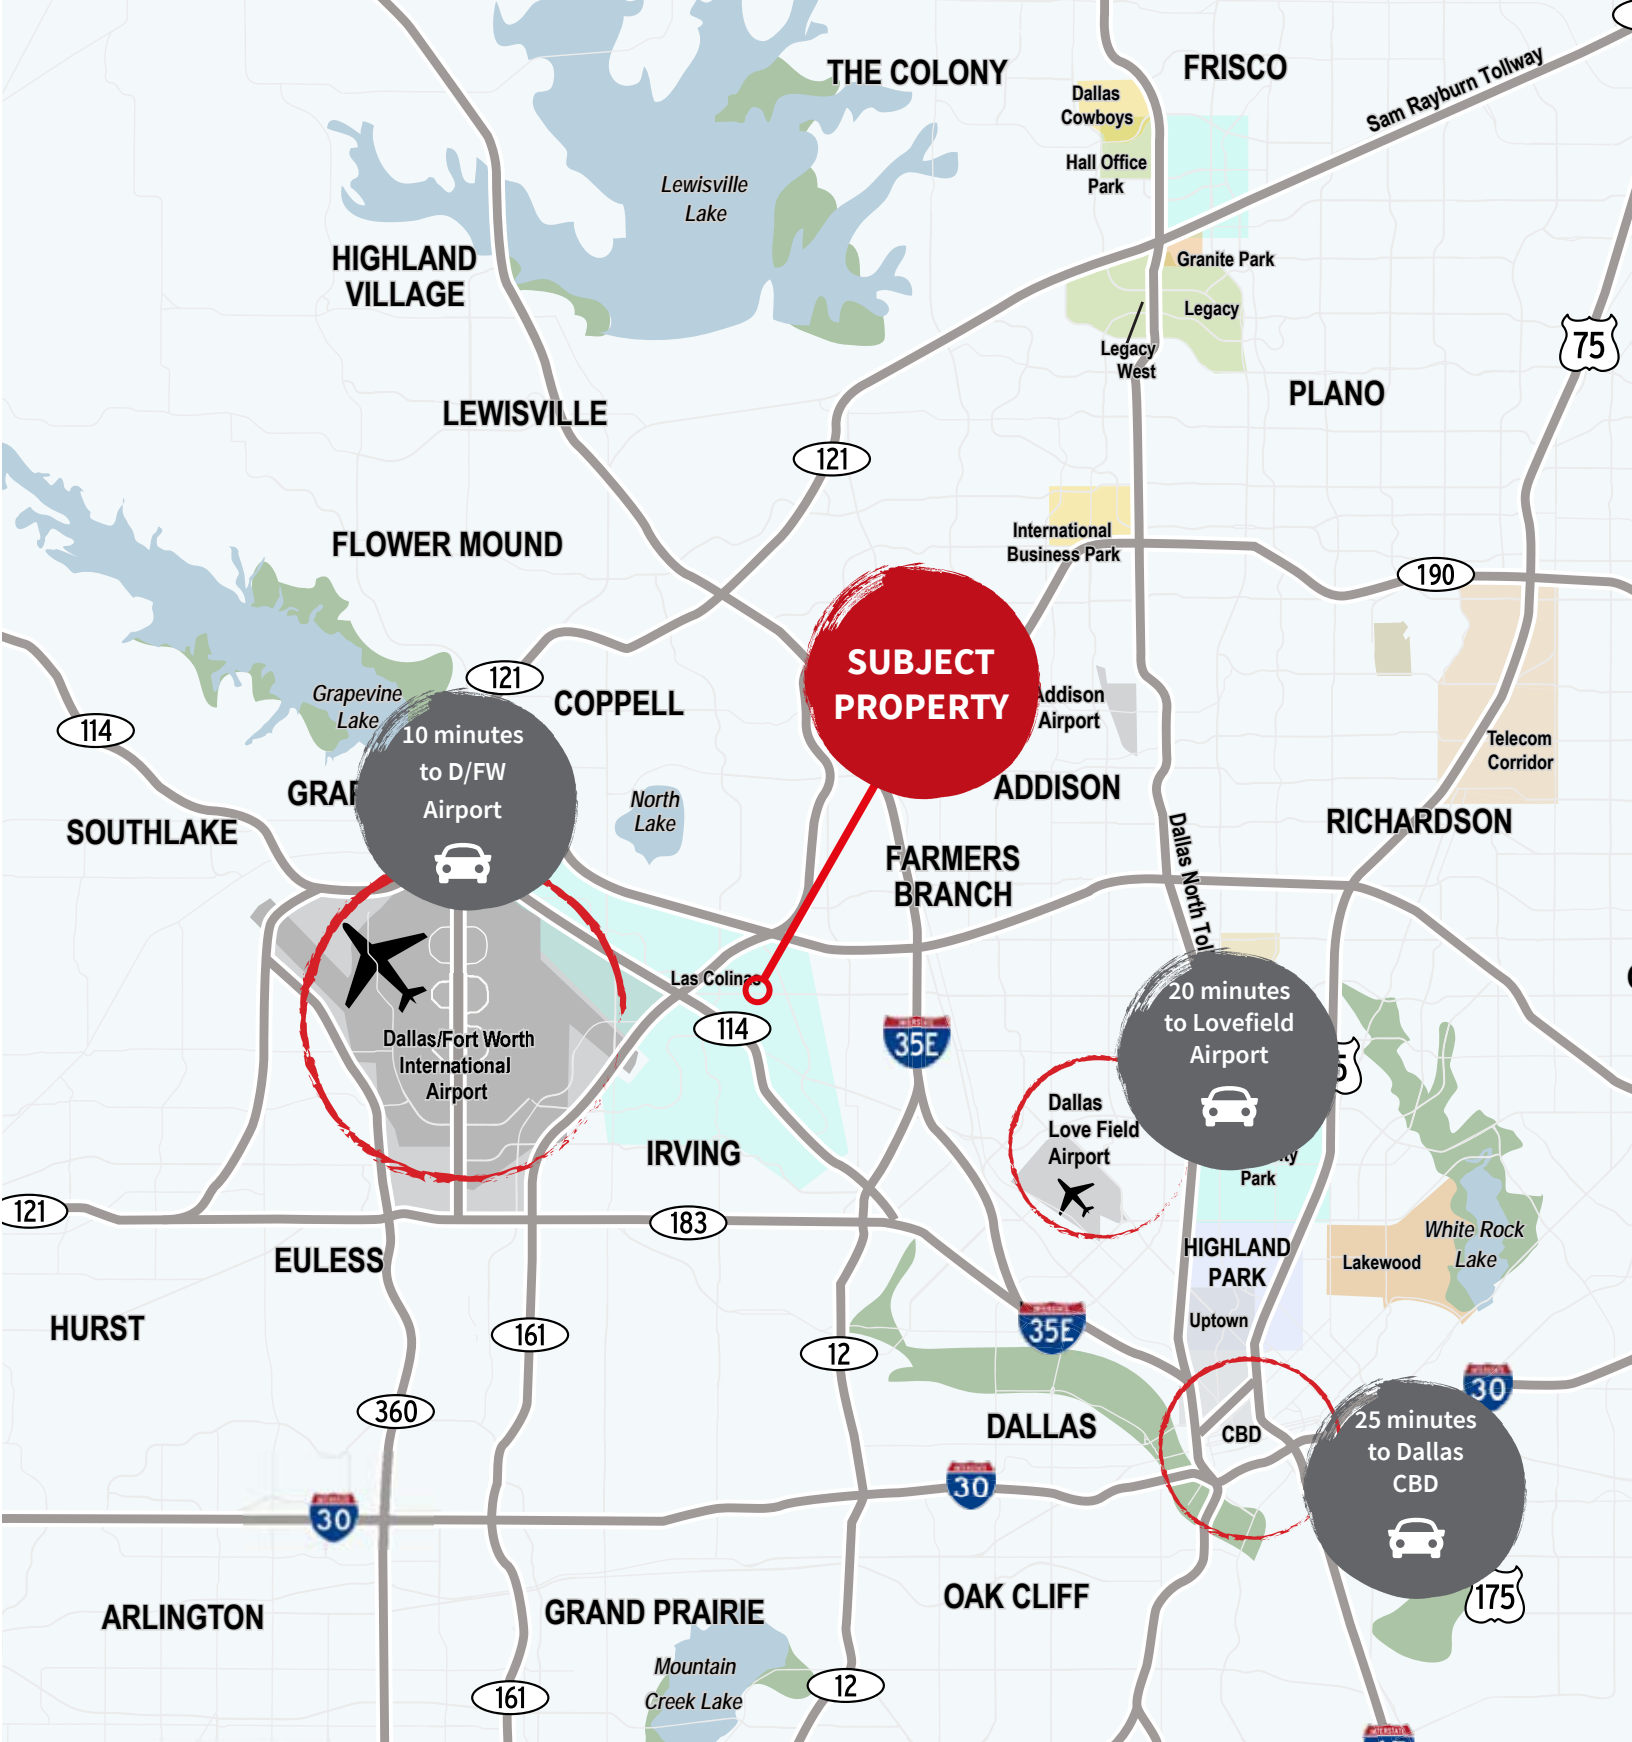 THE COLONY
FRISCO
Sam Rayburn Tollway
Dallas
Cowboys
Hall Office
Park
Lewisville
Lake
HIGHLAND
VILLAGE
Granite Park
Legacy
Legacy
West
75
PLANO
LEWISVILLE
121
FLOWER MOUND
International
Business Park
190
SUBJECT
PROPERTY
121
Grapevine
Lake
COPPELL
Addison
Airport
114
10 minutes
to D/FW
Airport
Telecom
Corridor
ADDISON
North
Lake
SOUTHLAKE
RICHARDSON
FARMERS
BRANCH
Dallas North Tol
Las Colinas
114
35E
20 minutes
to Lovefield
Airport
Dallas/Fort Worth
International
Airport
Dallas
Love Field
Airport
IRVING
Park
121
183
White Rock
Lake
EULESS
HIGHLAND
PARK
Lakewood
HURST
161
12
35E
Uptown
30
360
DALLAS
CBD
25 minutes
to Dallas
CBD
30
30
ARLINGTON
GRAND PRAIRIE
OAK CLIFF
175
Mountain
Creek Lake
161
12